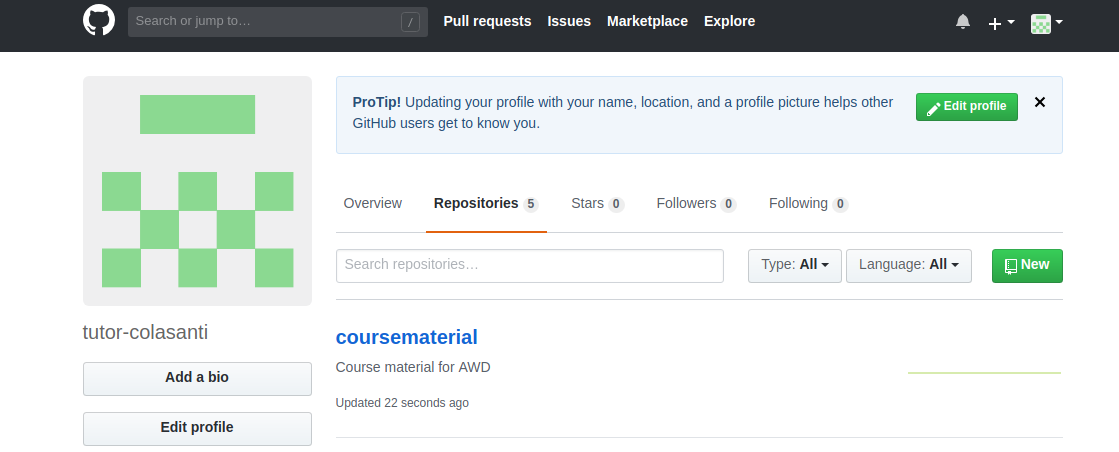 Search or jump to… / Pull requests Issues Marketplace Explore
ProTip! Updating your profile with your name, location, and a profile picture helps other
GitHub users get to know you.
Edit profile
Overview Repositories 5 Stars 0 Followers 0 Following 0
Search repositories… Type: All Language: All New
tutor-colasanti
Add a bio
Edit profile
coursematerial
Course material for AWD
Updated 22 seconds ago